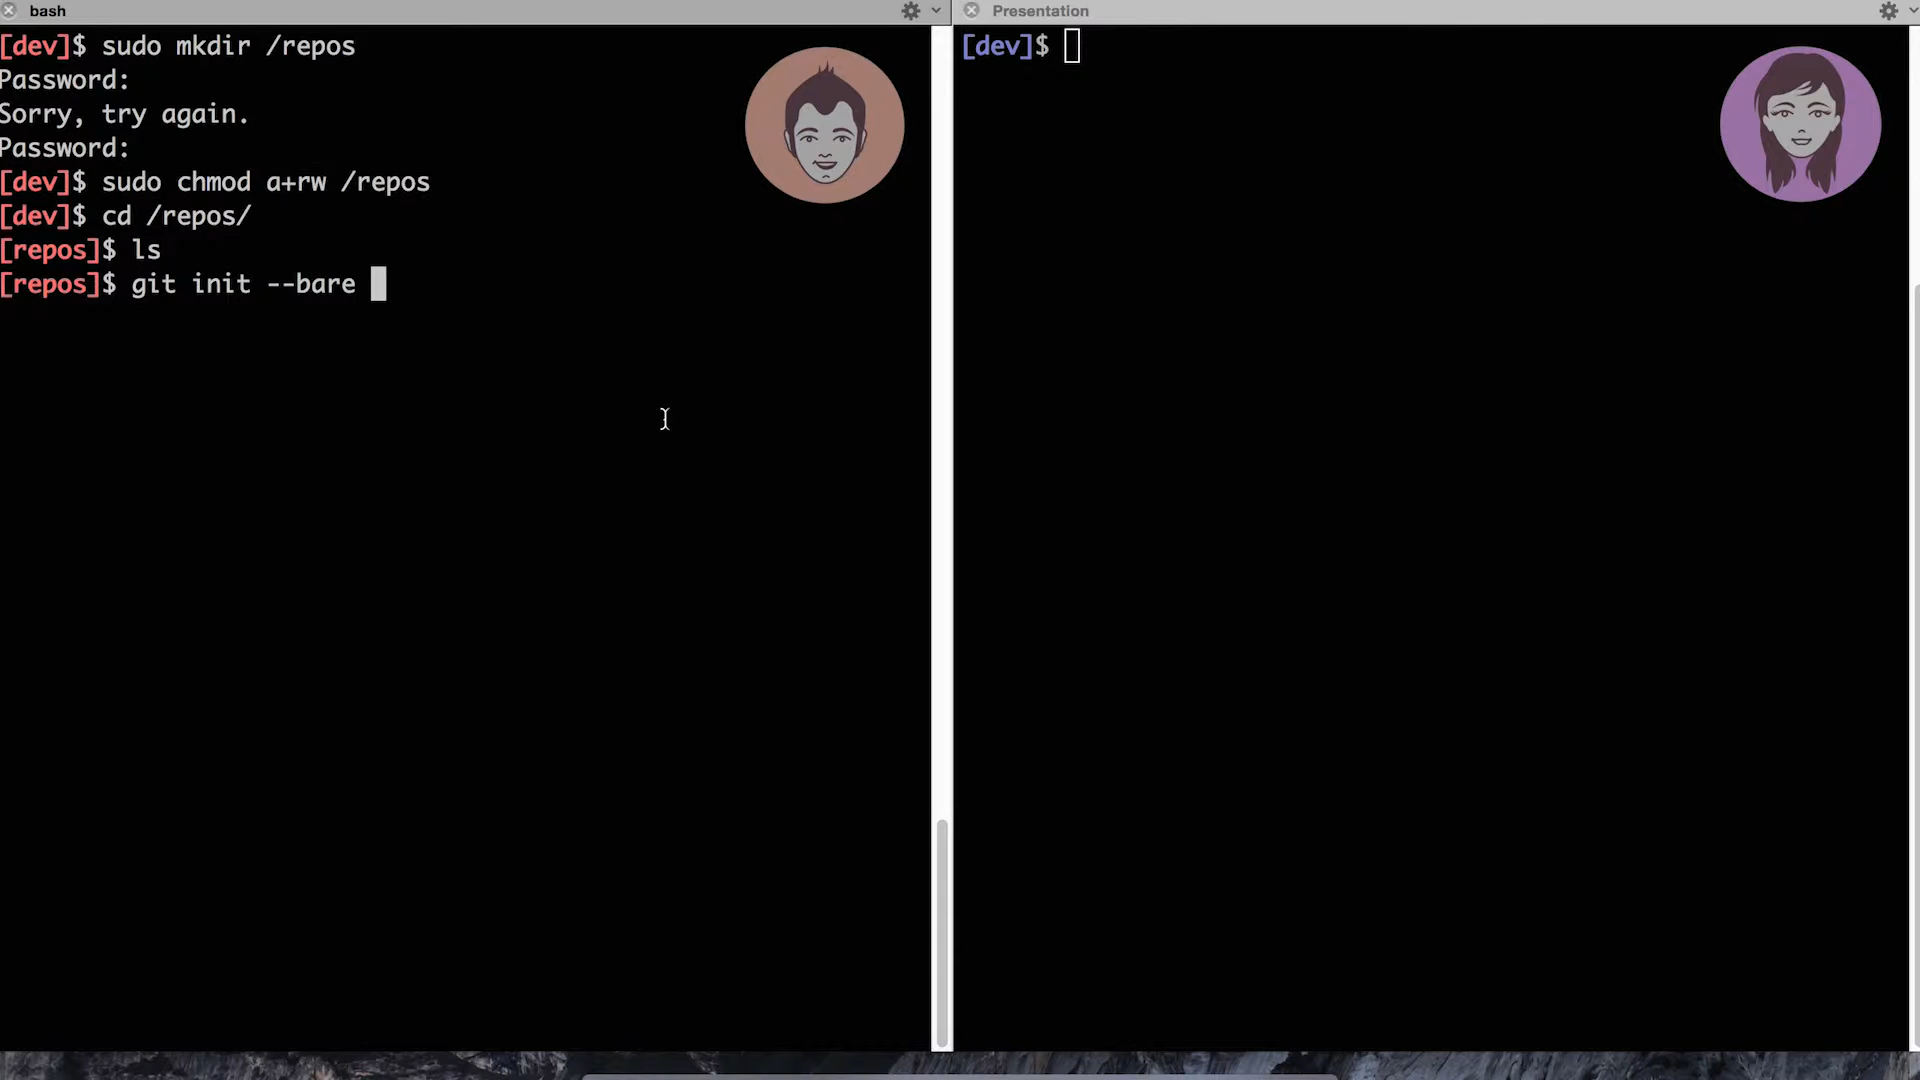 bash
[dev]$ sudo mkdir /repos
Password:
Sorry, try again.
Password:
[dev]$ sudo chmod a+rw /repos
[dev]$ cd /repos/
[repos]$ ls
[repos]$ git init --bare
Presentation
[dev]$